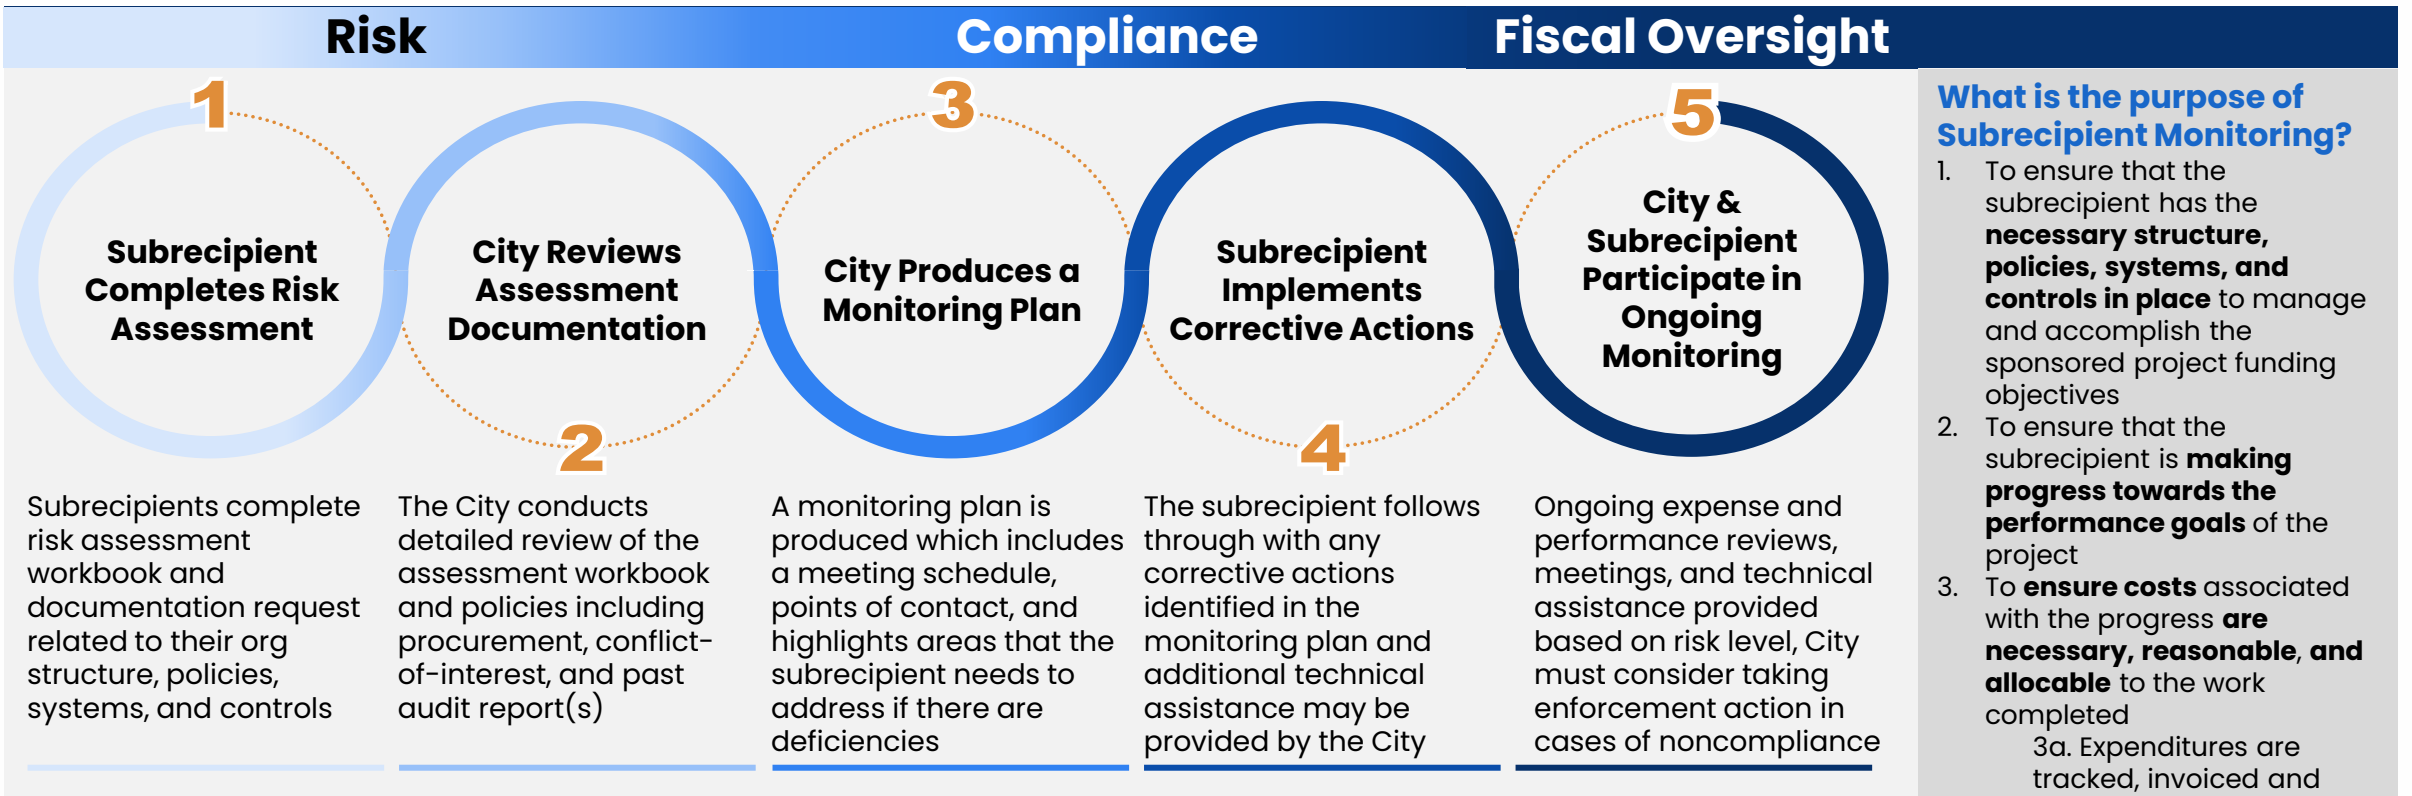 Risk
Compliance
Fiscal Oversight
1
Subrecipient
Completes Risk
Assessment
Subrecipients complete
risk assessment
workbook and
documentation request
related to their org
structure, policies,
systems, and controls
City Reviews
Assessment
Documentation
2
The City conducts
detailed review of the
assessment workbook
and policies including
procurement, conflict-
of-interest, and past
audit report(s)
3
City Produces a
Monitoring Plan
A monitoring plan is
produced which includes
a meeting schedule,
points of contact, and
highlights areas that the
subrecipient needs to
address if there are
deficiencies
Subrecipient
Implements
Corrective Actions
4
The subrecipient follows
through with any
corrective actions
identified in the
monitoring plan and
additional technical
assistance may be
provided by the City
5
City &
Subrecipient
Participate in
Ongoing
Monitoring
Ongoing expense and
performance reviews,
meetings, and technical
assistance provided
based on risk level, City
must consider taking
enforcement action in
cases of noncompliance
What is the purpose of
Subrecipient Monitoring?
1. To ensure that the
subrecipient has the
necessary structure,
policies, systems, and
controls in place to manage
and accomplish the
sponsored project funding
objectives
2. To ensure that the
subrecipient is making
progress towards the
performance goals of the
project
3. To ensure costs associated
with the progress are
necessary, reasonable, and
allocable to the work
completed
3a. Expenditures are
tracked, invoiced and